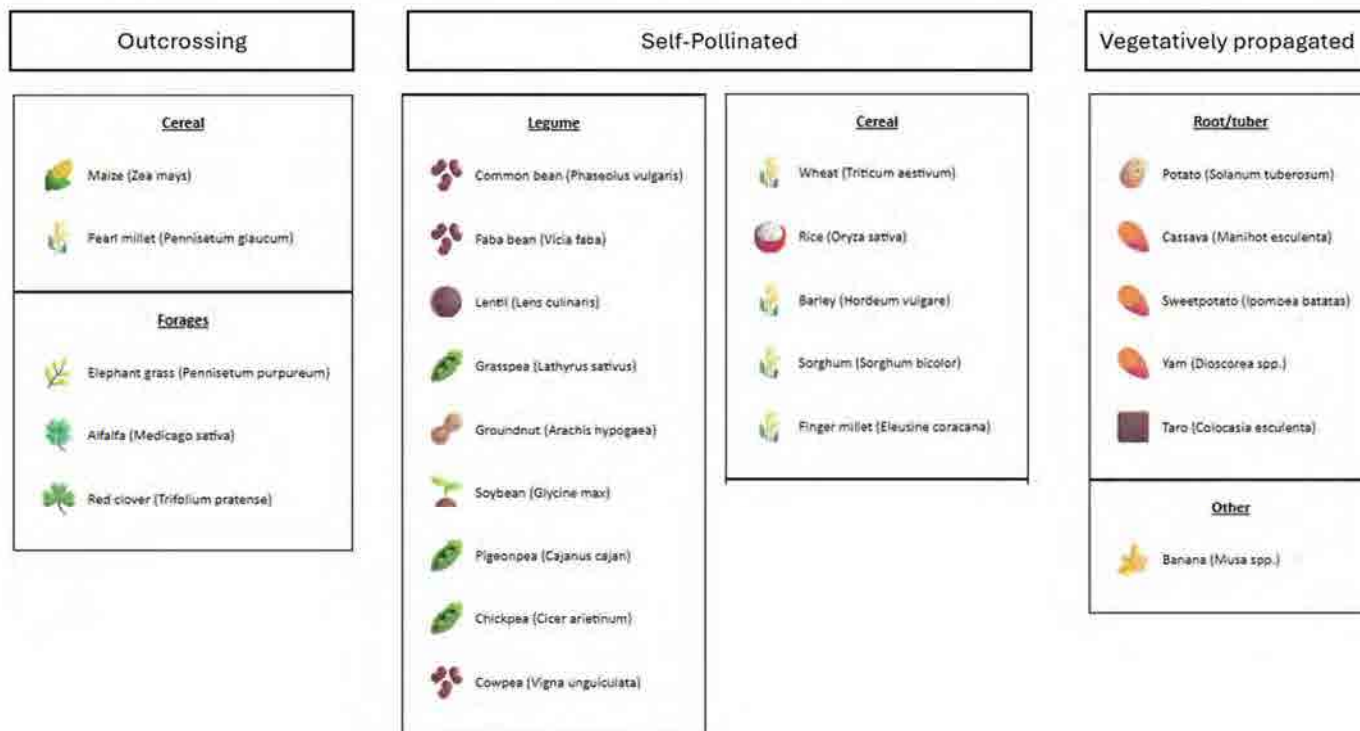 Outcrossing
Cereal
Maize (Zea mays)
Pearl millet (Pennisetum glaucum)
Forages
Elephant grass (Pennisetum purpureum)
Alfalfa (Medicago sativa)
Red clover (Trifolium pratense)
Self-Pollinated
Legume
Common bean (Phaseolus vulgaris)
Faba bean (Vicia faba)
Lentil (Lens culinaris)
Grasspea (Lathyrus sativus)
Groundnut (Arachis hypogaea)
Soybean (Glycine max)
Pigeonpea (Cajanus cajan)
Chickpea (Cicer arietinum)
Cowpea (Vigna unguiculata)
Cereal
Wheat (Triticum aestivum)
Rice (Oryza sativa)
Barley (Hordeum vulgare)
Sorghum (Sorghum bicolor)
Finger millet (Eleusine coracana)
Vegetatively propagated
Root/tuber
Potato (Solanum tuberosum)
Cassava (Manihot esculenta)
Sweetpotato (Ipomoea batatas)
Yam (Dioscorea spp.)
Taro (Colocasia esculenta)
Other
Banana (Musa spp.)